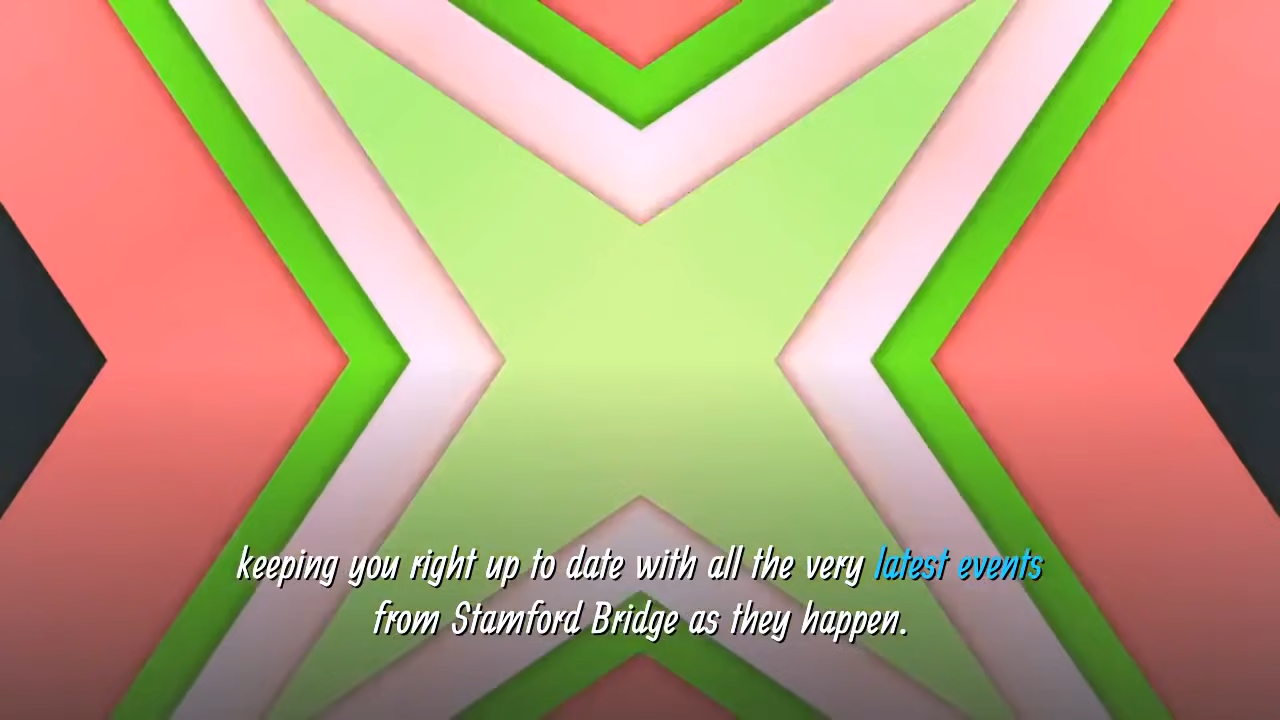 keeping you right up to date with all the very latest events
from Stamford Bridge as they happen.